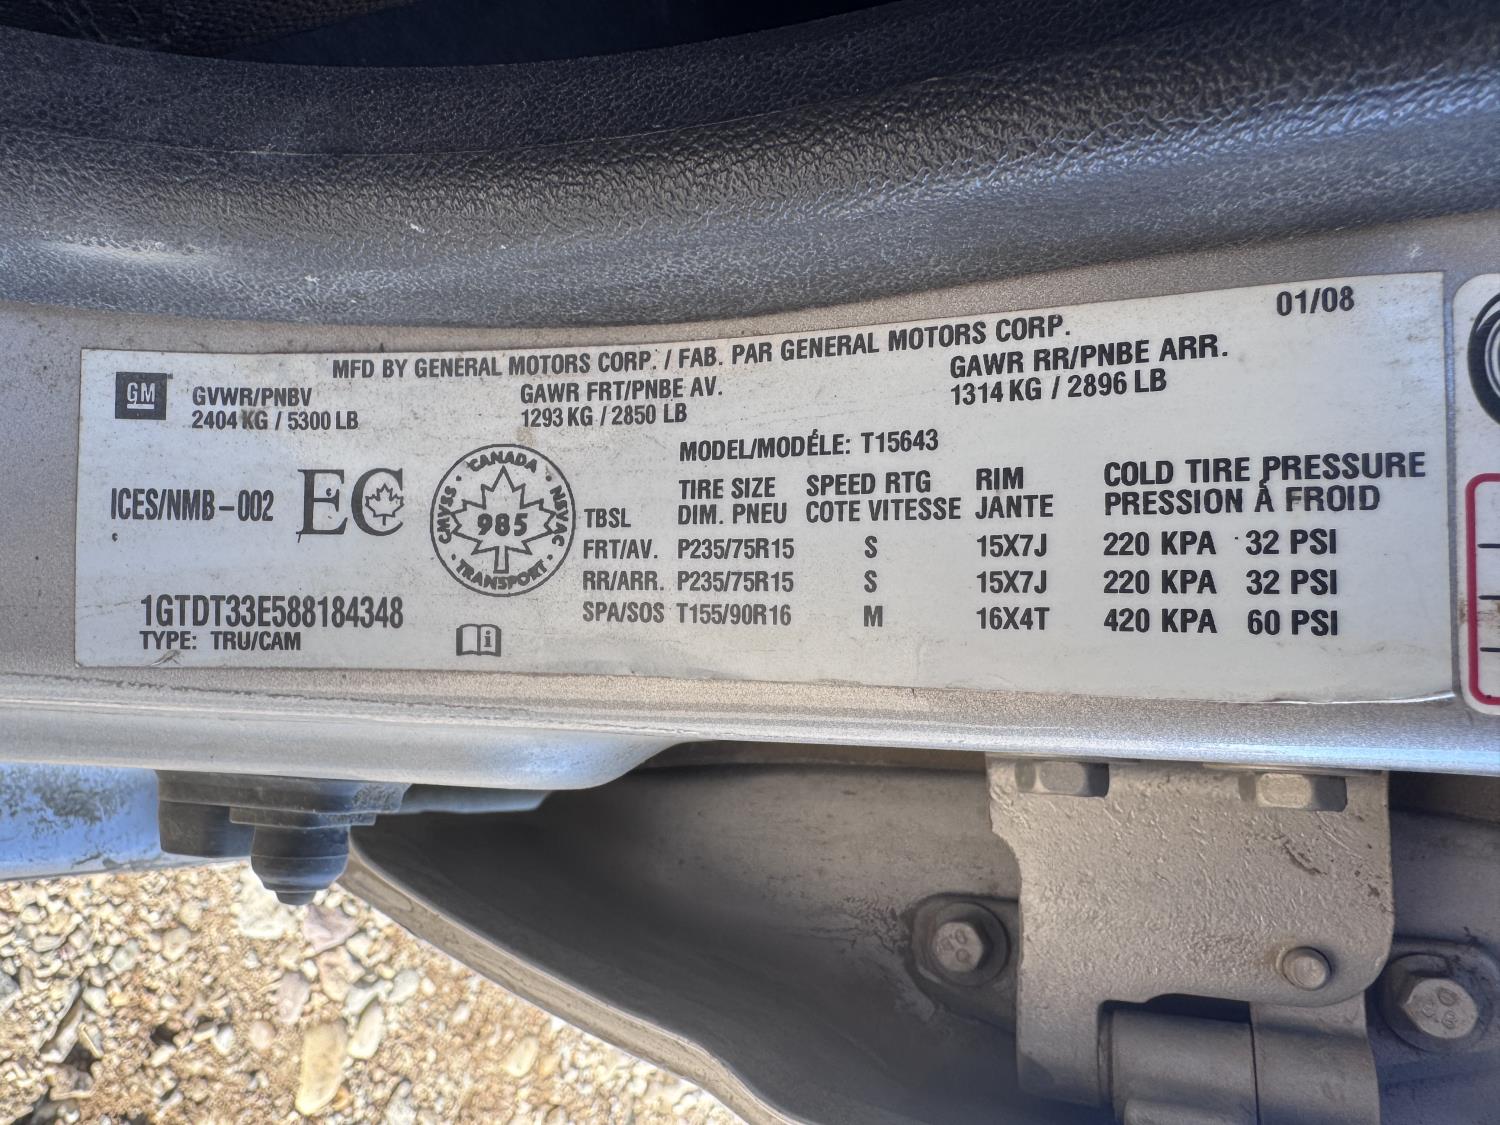 01/08
MFD BY GENERAL MOTORS CORP. / FAB. PAR GENERAL MOTORS CORP.
GM
GVWR/PNBV
2404 KG / 5300 LB
GAWR FRT/PNBE AV.
1293 KG / 2850 LB
GAWR RR/PNBE ARR.
1314 KG / 2896 LB
MODEL/MODÉLE: T15643
ICES/NMB-002
EC
CANADA
CMVSS
NSVAC
985
TRANSPORT
TBSL TIRE SIZE SPEED RTG RIM COLD TIRE PRESSURE
DIM. PNEU COTE VITESSE JANTE PRESSION À FROID
FRT/AV. P235/75R15 S 15X7J 220 KPA 32 PSI
RR/ARR. P235/75R15 S 15X7J 220 KPA 32 PSI
SPA/SOS T155/90R16 M 16X4T 420 KPA 60 PSI
1GTDT33E588184348
TYPE: TRU/CAM